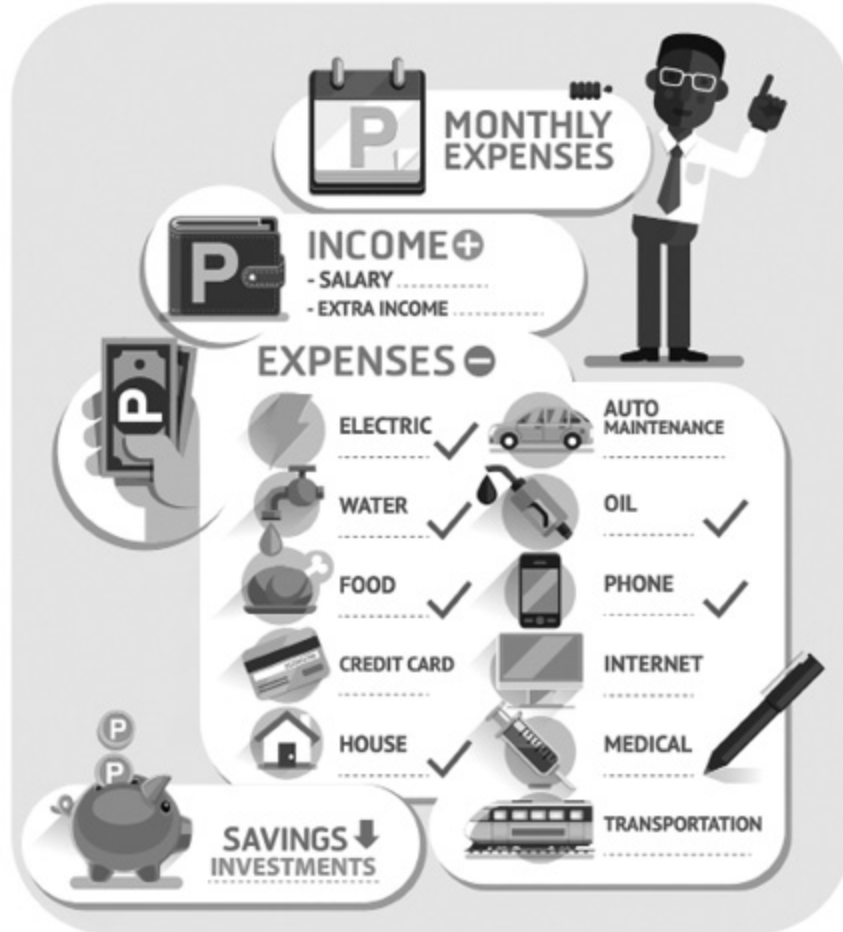 P
MONTHLY
EXPENSES
P
INCOME +
- SALARY
- EXTRA INCOME
P
EXPENSES -
ELECTRIC
WATER
FOOD
CREDIT CARD
HOUSE
AUTO
MAINTENANCE
OIL
PHONE
INTERNET
MEDICAL
TRANSPORTATION
P
P
SAVINGS
INVESTMENTS